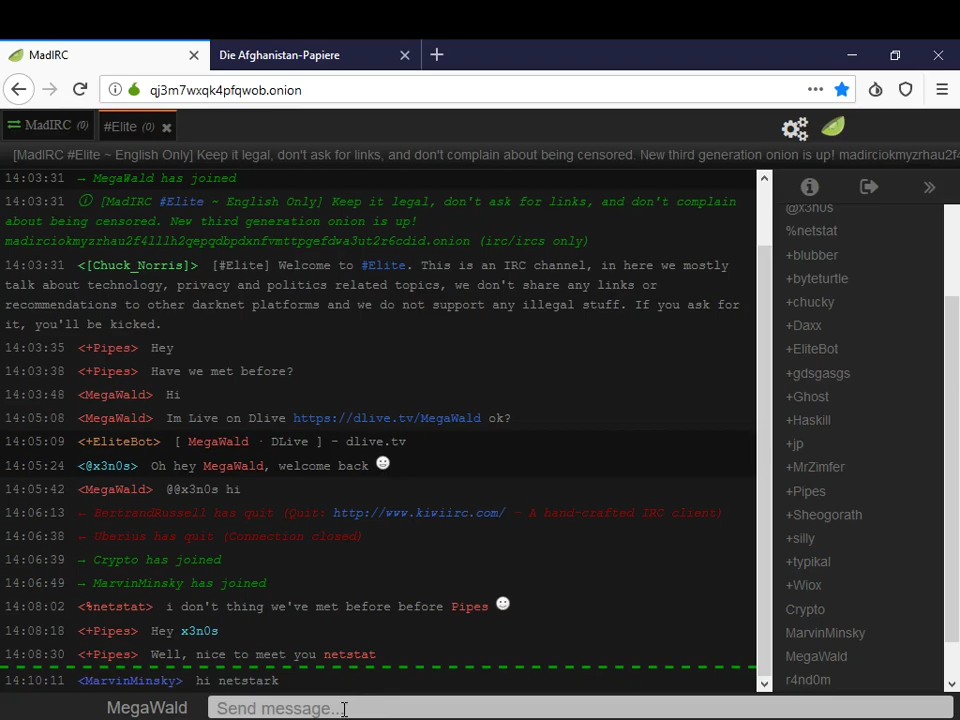 MadIRC
Die Afghanistan-Papiere
qj3m7wxqk4pfqwob.onion
MadIRC (0)
#Elite (0)
[MadIRC #Elite ~ English Only] Keep it legal, don't ask for links, and don't complain about being censored. New third generation onion is up! madirciokmyzrhau2f4
14:03:31 → MegaWald has joined
14:03:31 [MadIRC #Elite ~ English Only] Keep it legal, don't ask for links, and don't complain
about being censored. New third generation onion is up!
madirciokmyzrhau2f4lllh2qepqdbpdxnfvmttpgefdwa3ut2r6cdid.onion (irc/ircs only)
14:03:31 <[Chuck_Norris]> [#Elite] Welcome to #Elite. This is an IRC channel, in here we mostly
talk about technology, privacy and politics related topics, we don't share any links or
recommendations to other darknet platforms and we do not support any illegal stuff. If you ask for
it, you'll be kicked.
14:03:35 <+Pipes> Hey
14:03:38 <+Pipes> Have we met before?
14:03:48 <MegaWald> Hi
14:05:08 <MegaWald> Im Live on Dlive https://dlive.tv/MegaWald ok?
14:05:09 <+EliteBot> [ MegaWald · DLive ] - dlive.tv
14:05:24 <@x3n0s> Oh hey MegaWald, welcome back
14:05:42 <MegaWald> @@x3n0s hi
14:06:13 ← BertrandRussell has quit (Quit: http://www.kiwiirc.com/ - A hand-crafted IRC client)
14:06:38 ← Uberius has quit (Connection closed)
14:06:39 → Crypto has joined
14:06:49 → MarvinMinsky has joined
14:08:02 <%netstat> i don't thing we've met before before Pipes
14:08:18 <+Pipes> Hey x3n0s
14:08:30 <+Pipes> Well, nice to meet you netstat
14:10:11 <MarvinMinsky> hi netstark
@x3n0s
%netstat
+blubber
+byteturtle
+chucky
+Daxx
+EliteBot
+gdsgasgs
+Ghost
+Haskill
+jp
+MrZimfer
+Pipes
+Sheogorath
+silly
+typikal
+Wiox
Crypto
MarvinMinsky
MegaWald
r4nd0m
MegaWald
Send message...